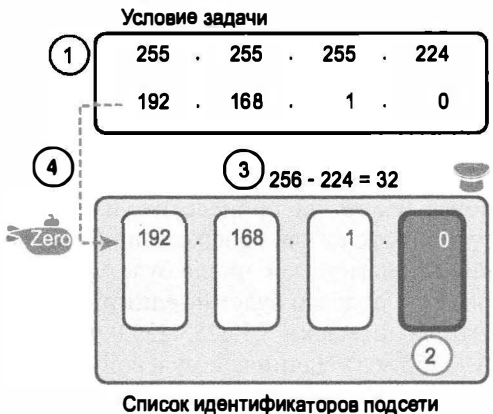 Условие задачи
1
255 . 255 . 255 . 224
192 . 168 . 1 . 0
4
3
256 - 224 = 32
Zero
192 . 168 . 1 . 0
2
Список идентификаторов подсети